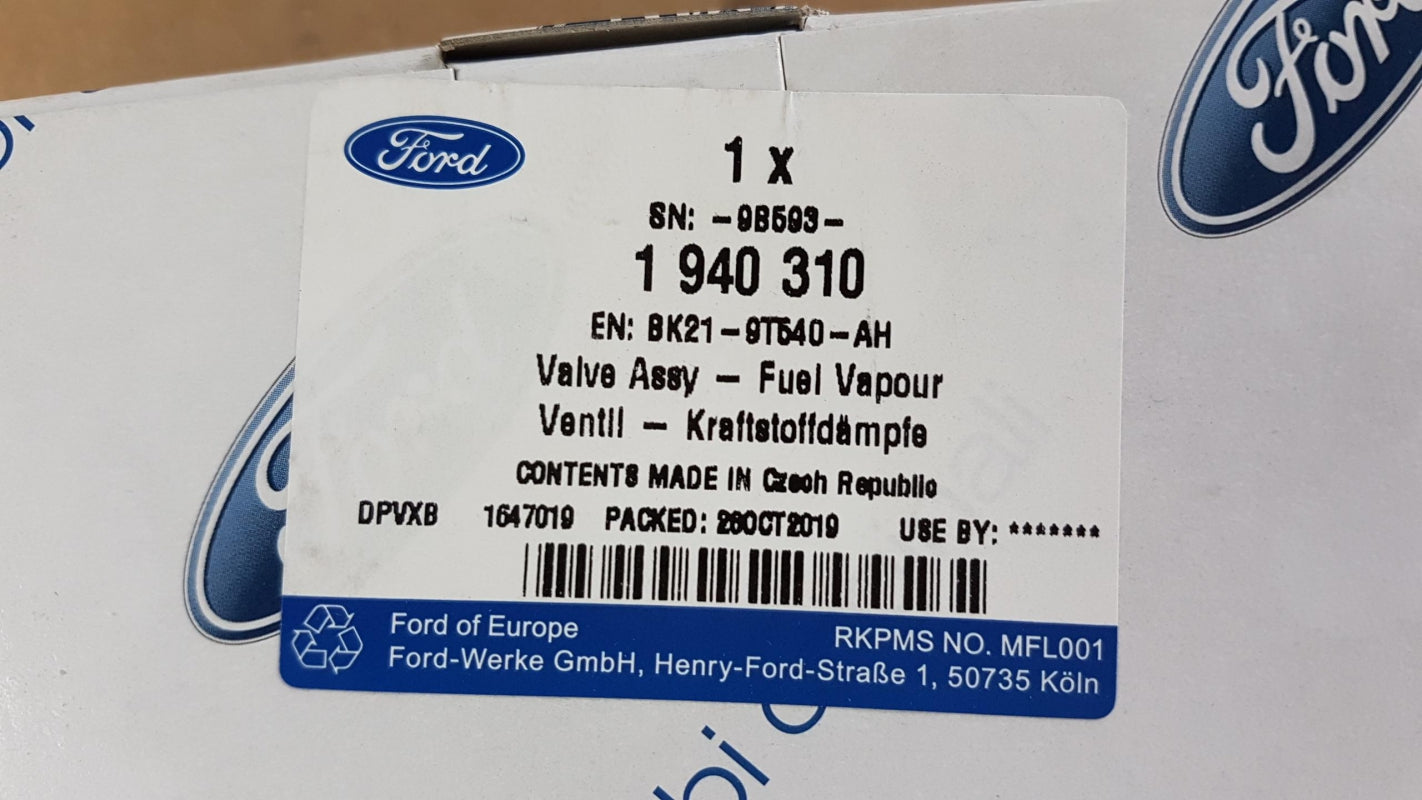 Ford
Ford
1 x
SN: -9B593-
1 940 310
EN: BK21-9T540-AH
Valve Assy - Fuel Vapour
Ventil - Kraftstoffdämpfe
CONTENTS MADE IN Czech Republic
DPVXB 1647019 PACKED: 26OCT2019 USE BY: *******
Ford of Europe
RKPMS NO. MFL001
Ford-Werke GmbH, Henry-Ford-Straße 1, 50735 Köln